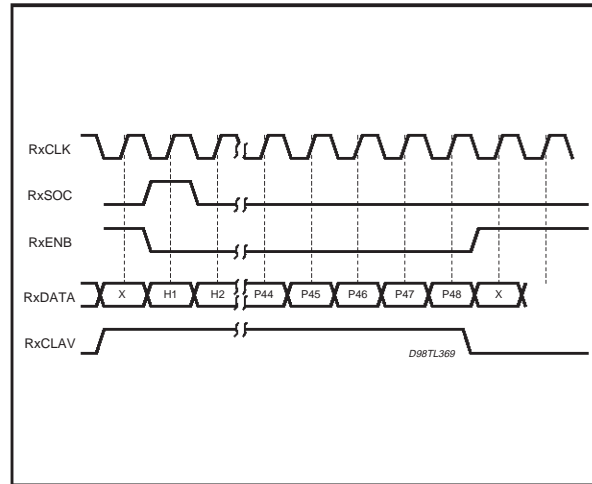 RxCLK
RxSOC
RxENB
RxDATA X H1 H2 P44 P45 P46 P47 P48 X
RxCLAV
D98TL369